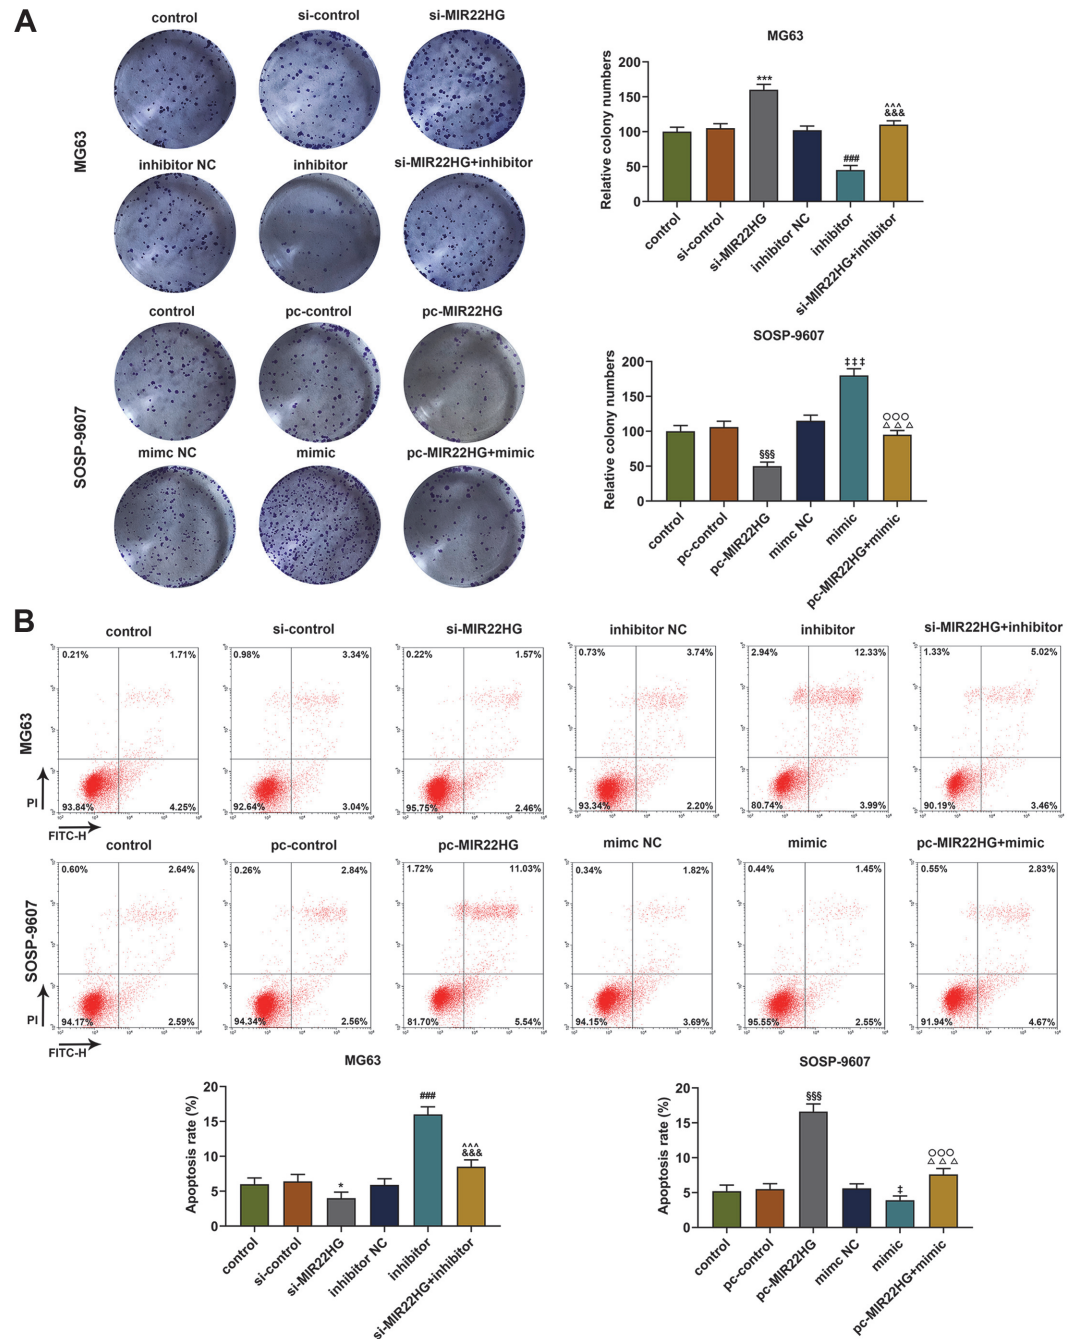 A
control si-control si-MIR22HG
MG63
inhibitor NC inhibitor si-MIR22HG+inhibitor
control pc-control pc-MIR22HG
SOSP-9607
mimc NC mimic pc-MIR22HG+mimic
MG63
Relative colony numbers
200
150
100
50
0
***
###
^^^
&&&
control si-control si-MIR22HG inhibitor NC inhibitor si-MIR22HG+inhibitor
SOSP-9607
Relative colony numbers
200
150
100
50
0
§§§
‡‡‡
○○○
△△△
control pc-control pc-MIR22HG mimc NC mimic pc-MIR22HG+mimic
B
control si-control si-MIR22HG inhibitor NC inhibitor si-MIR22HG+inhibitor
MG63
0.21% 1.71% 0.98% 3.34% 0.22% 1.57% 0.73% 3.74% 2.94% 12.33% 1.33% 5.02%
93.84% 4.25% 92.64% 3.04% 95.75% 2.46% 93.34% 2.20% 80.74% 3.99% 90.19% 3.46%
PI
FITC-H
control pc-control pc-MIR22HG mimc NC mimic pc-MIR22HG+mimic
SOSP-9607
0.60% 2.64% 0.26% 2.84% 1.72% 11.03% 0.34% 1.82% 0.44% 1.45% 0.55% 2.83%
94.17% 2.59% 94.34% 2.56% 81.70% 5.54% 94.15% 3.69% 95.55% 2.55% 91.94% 4.67%
PI
FITC-H
MG63
Apoptosis rate (%)
20
15
10
5
0
*
###
^^^
&&&
control si-control si-MIR22HG inhibitor NC inhibitor si-MIR22HG+inhibitor
SOSP-9607
Apoptosis rate (%)
20
15
10
5
0
§§§
‡
○○○
△△△
control pc-control pc-MIR22HG mimc NC mimic pc-MIR22HG+mimic